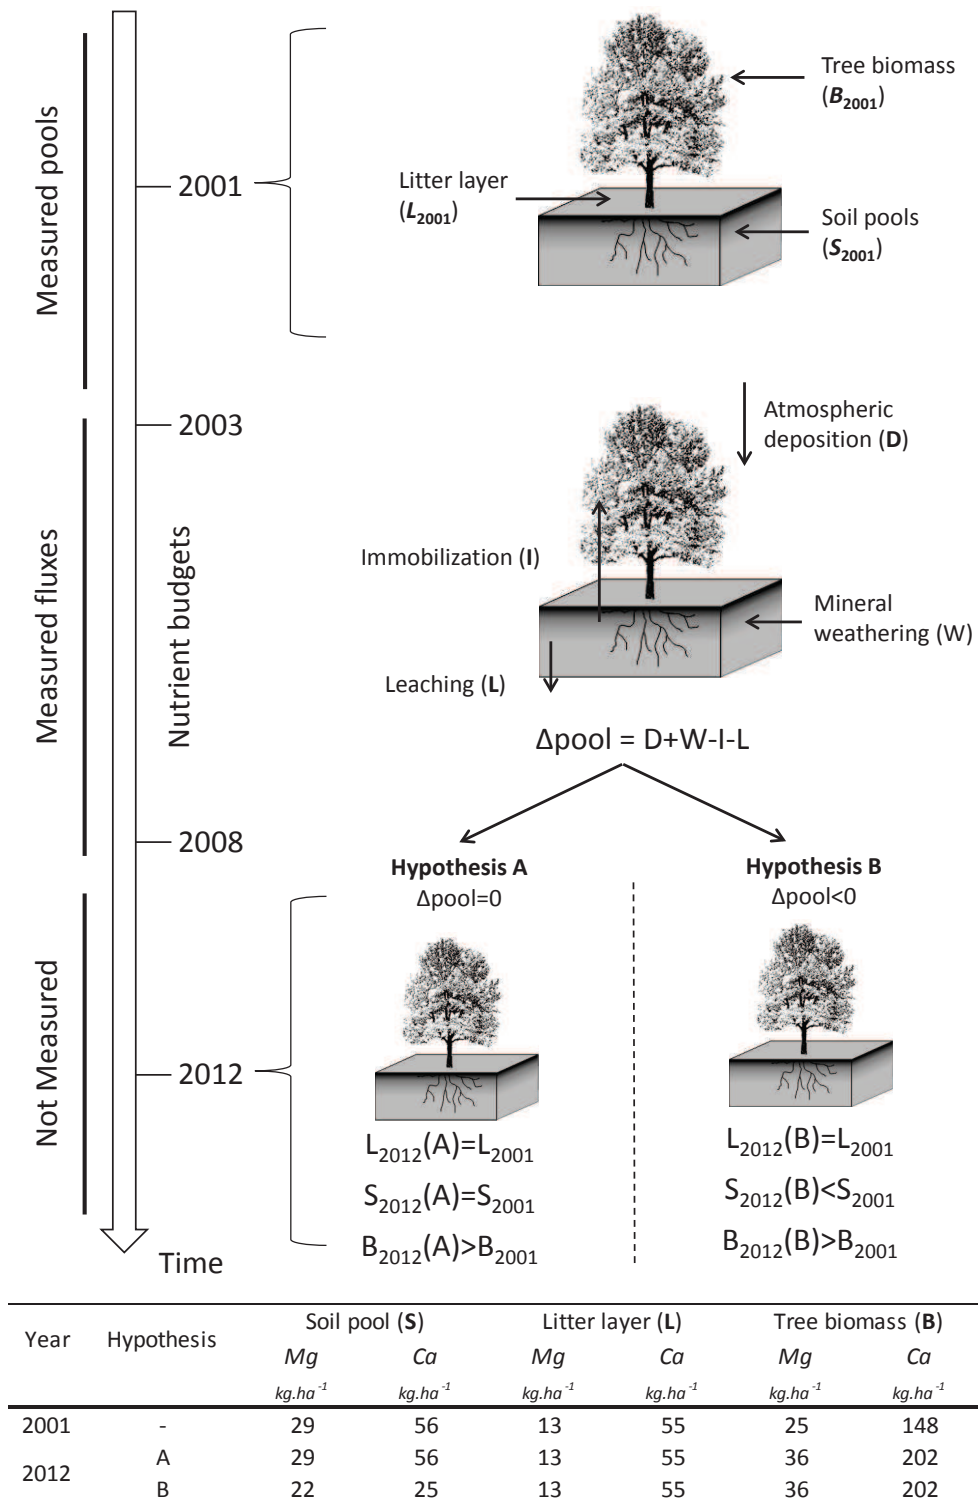 Measured pools
2001
Tree biomass
(B2001)
Litter layer
(L2001)
Soil pools
(S2001)
Measured fluxes
Nutrient budgets
2003
Atmospheric
deposition (D)
Immobilization (I)
Mineral
weathering (W)
Leaching (L)
Δpool = D+W-I-L
2008
Hypothesis A
Δpool=0
Hypothesis B
Δpool<0
Not Measured
2012
L2012(A)=L2001
S2012(A)=S2001
B2012(A)>B2001
L2012(B)=L2001
S2012(B)<S2001
B2012(B)>B2001
Time
Year Hypothesis Soil pool (S) Litter layer (L) Tree biomass (B)
Mg Ca Mg Ca Mg Ca
kg.ha-1 kg.ha-1 kg.ha-1 kg.ha-1 kg.ha-1 kg.ha-1
2001 - 29 56 13 55 25 148
2012 A 29 56 13 55 36 202
B 22 25 13 55 36 202